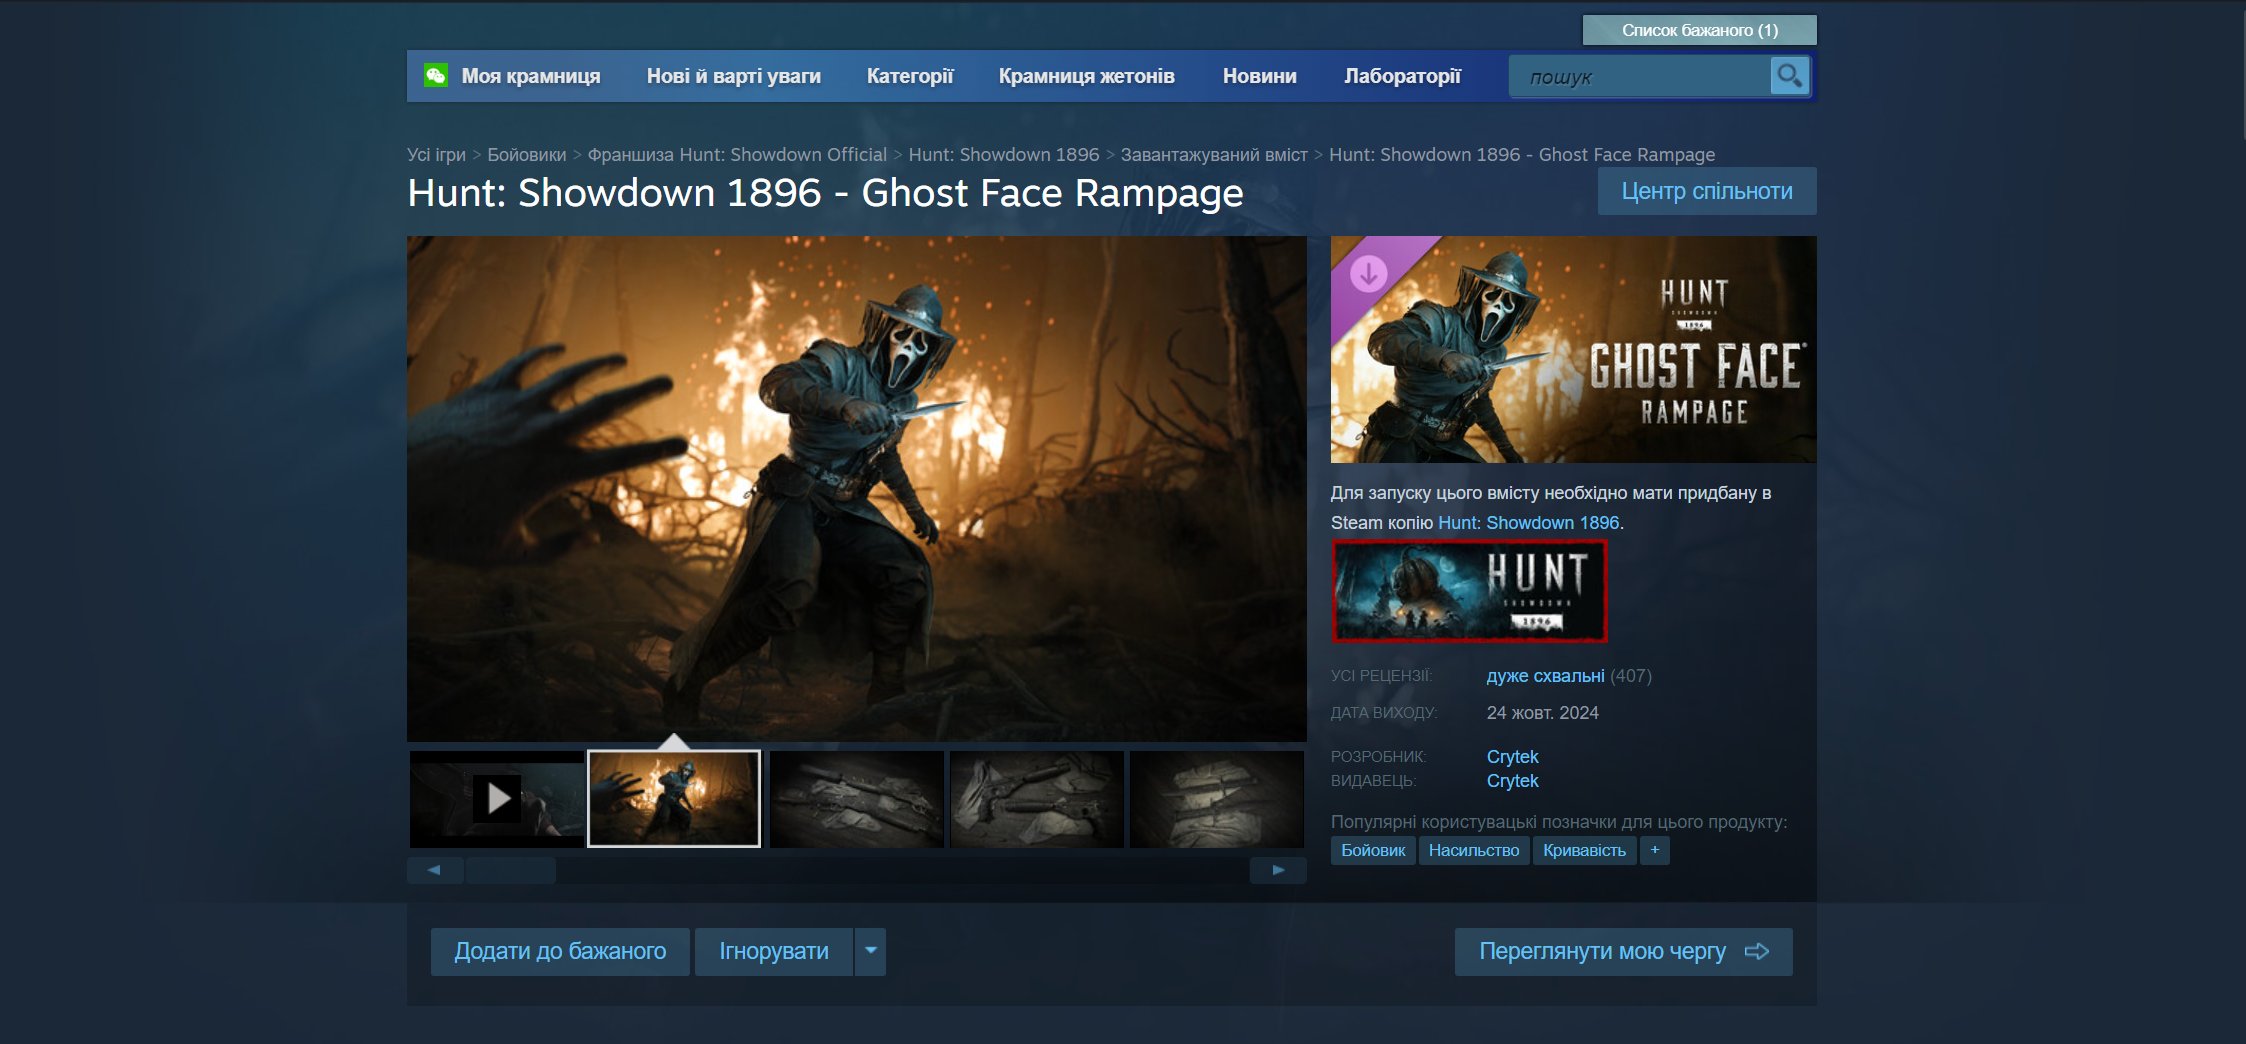 Список бажаного (1)
Моя крамниця Нові й варті уваги Категорії Крамниця жетонів Новини Лабораторії пошук
Усі ігри > Бойовики > Франшиза Hunt: Showdown Official > Hunt: Showdown 1896 > Завантажуваний вміст > Hunt: Showdown 1896 - Ghost Face Rampage
Hunt: Showdown 1896 - Ghost Face Rampage
Центр спільноти
HUNT
SHOWDOWN
1896
GHOST FACE
RAMPAGE
Для запуску цього вмісту необхідно мати придбану в
Steam копію Hunt: Showdown 1896.
HUNT
SHOWDOWN
1896
УСІ РЕЦЕНЗІЇ: дуже схвальні (407)
ДАТА ВИХОДУ: 24 жовт. 2024
РОЗРОБНИК: Crytek
ВИДАВЕЦЬ: Crytek
Популярні користувацькі позначки для цього продукту:
Бойовик Насильство Кривавість +
Додати до бажаного Ігнорувати Переглянути мою чергу